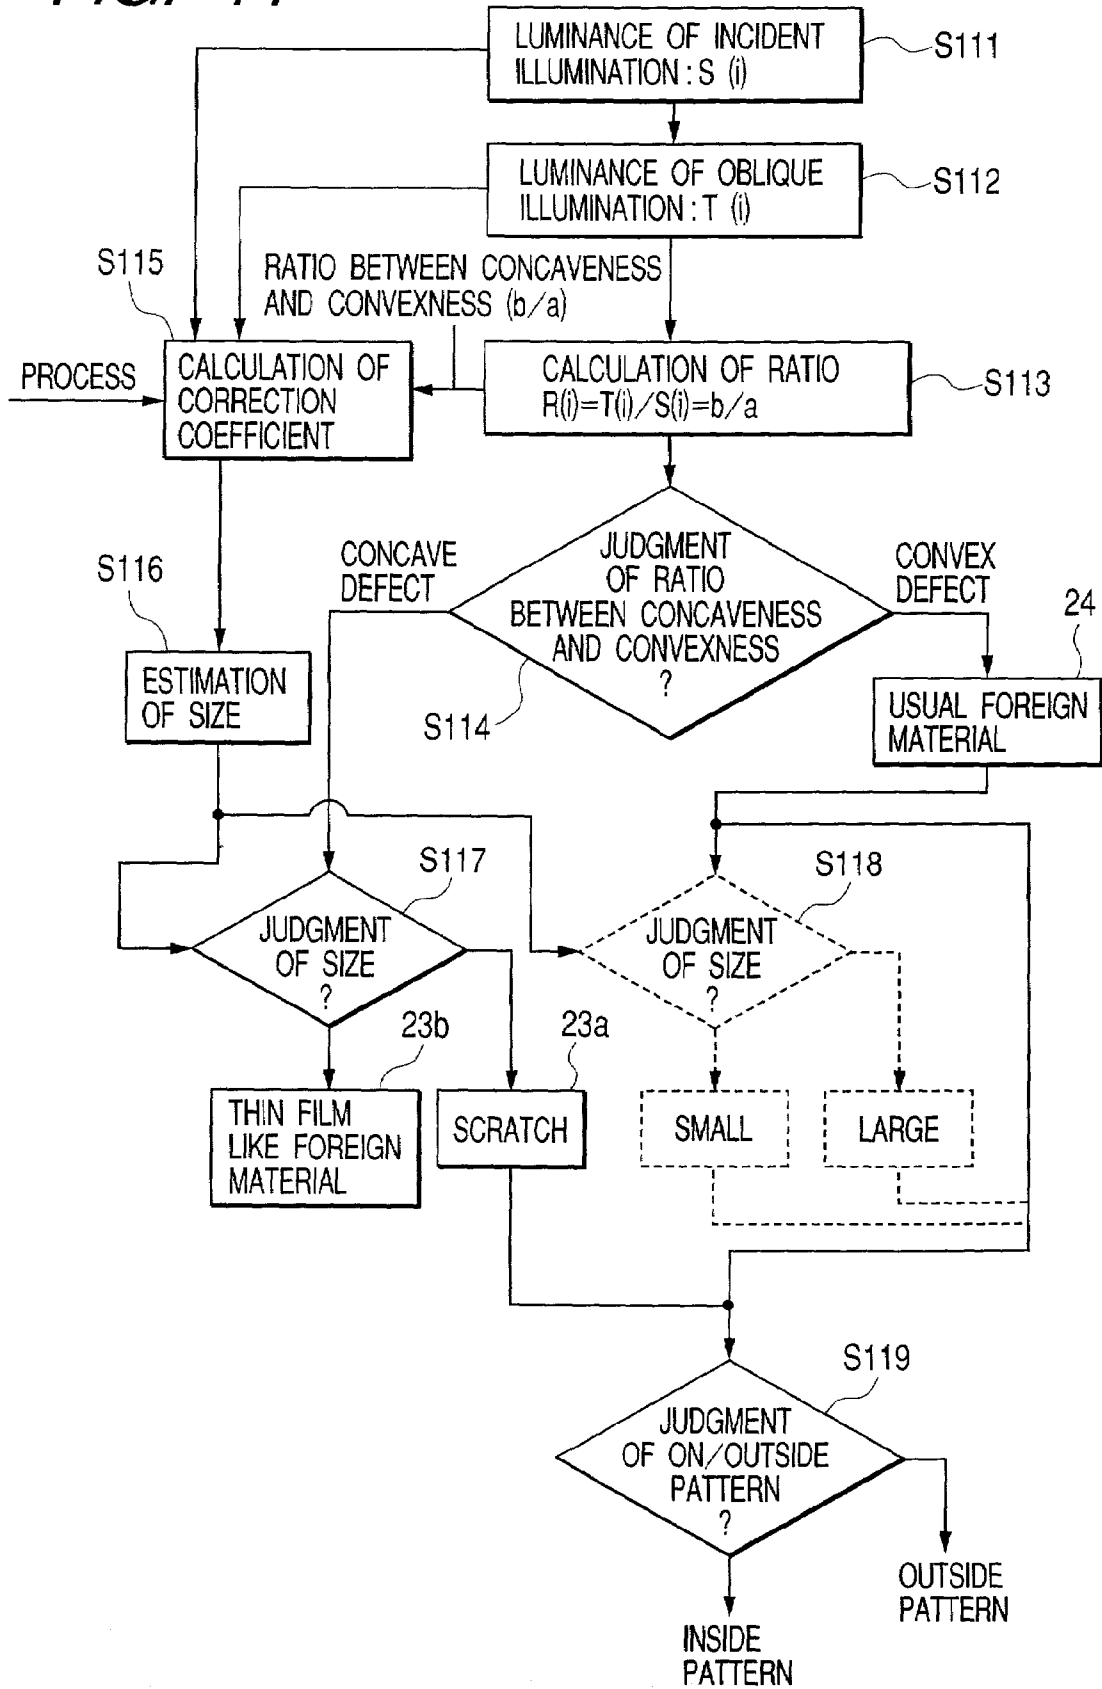 LUMINANCE OF INCIDENT
ILLUMINATION : S (i)
S111
LUMINANCE OF OBLIQUE
ILLUMINATION : T (i)
S112
S115
RATIO BETWEEN CONCAVENESS
AND CONVEXNESS (b/a)
PROCESS
CALCULATION OF
CORRECTION
COEFFICIENT
CALCULATION OF RATIO
R(i)=T(i)/S(i)=b/a
S113
S116
CONCAVE
DEFECT
JUDGMENT
OF RATIO
BETWEEN CONCAVENESS
AND CONVEXNESS
?
CONVEX
DEFECT
24
ESTIMATION
OF SIZE
S114
USUAL FOREIGN
MATERIAL
S117
S118
JUDGMENT
OF SIZE
?
JUDGMENT
OF SIZE
?
23b
23a
THIN FILM
LIKE FOREIGN
MATERIAL
SCRATCH
SMALL
LARGE
S119
JUDGMENT
OF ON/OUTSIDE
PATTERN
?
OUTSIDE
PATTERN
INSIDE
PATTERN